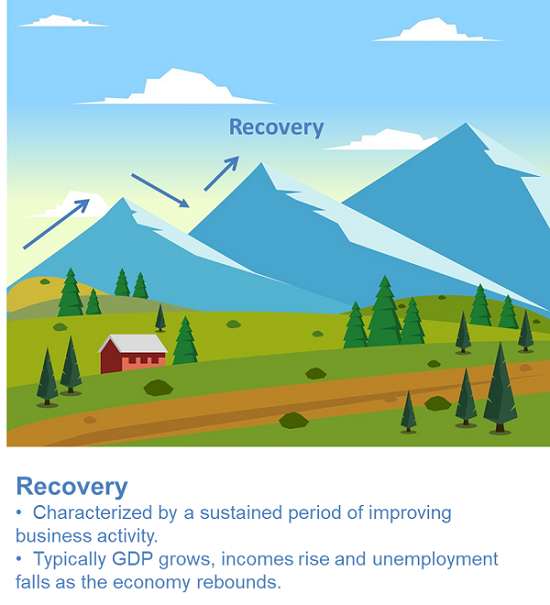 Recovery
Recovery
• Characterized by a sustained period of improving
business activity.
• Typically GDP grows, incomes rise and unemployment
falls as the economy rebounds.